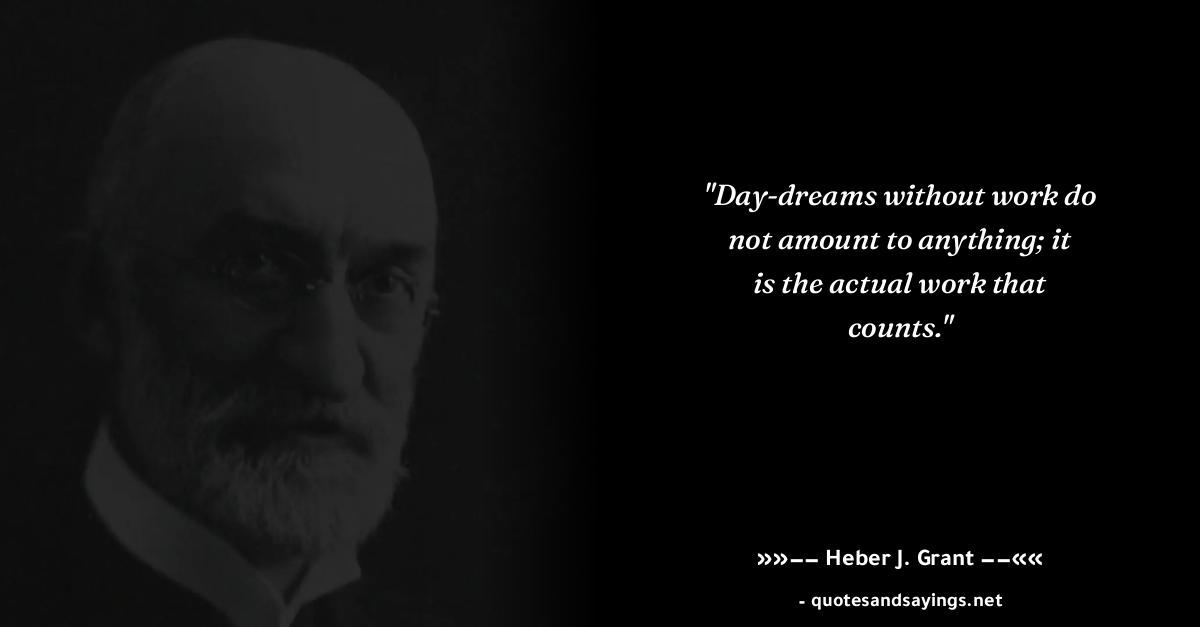 "Day-dreams without work do
not amount to anything; it
is the actual work that
counts."
»»−− Heber J. Grant −−««
- quotesandsayings.net